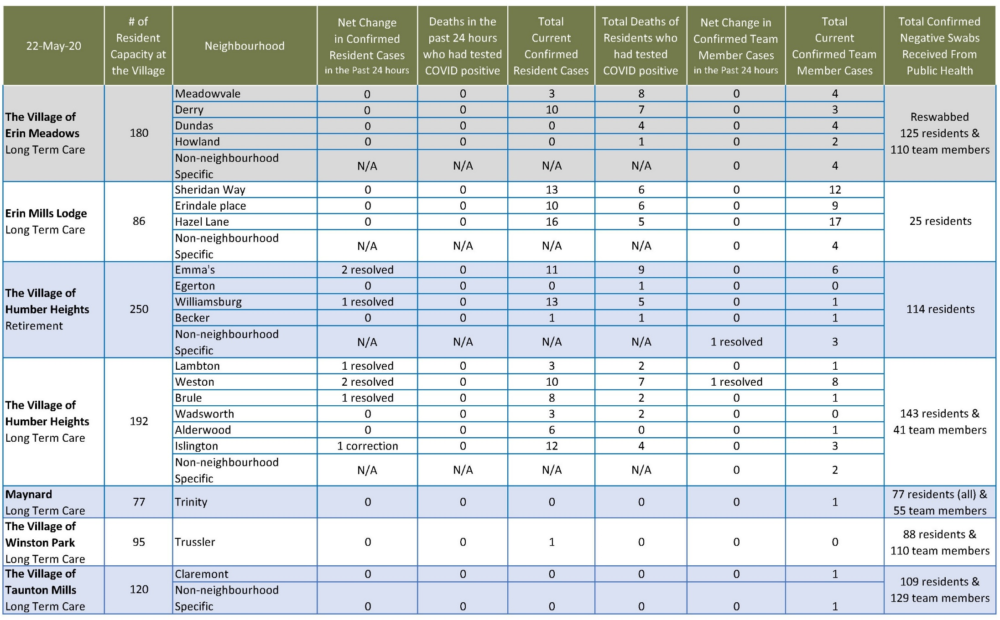 22-May-20
# of
Resident
Capacity at
the Village
Neighbourhood
Net Change
in Confirmed
Resident Cases
in the Past 24 hours
Deaths in the
past 24 hours
who had tested
COVID positive
Total
Current
Confirmed
Resident Cases
Total Deaths of
Residents who
had tested
COVID positive
Net Change in
Confirmed Team
Member Cases
in the Past 24 hours
Total
Current
Confirmed Team
Member Cases
Total Confirmed
Negative Swabs
Received From
Public Health
The Village of
Erin Meadows
Long Term Care
180
Meadowvale 0 0 3 8 0 4
Derry 0 0 10 7 0 3
Dundas 0 0 0 4 0 4
Howland 0 0 0 1 0 2
Non-neighbourhood
Specific
N/A N/A N/A N/A 0 4
Reswabbed
125 residents &
110 team members
Erin Mills Lodge
Long Term Care
86
Sheridan Way 0 0 13 6 0 12
Erindale place 0 0 10 6 0 9
Hazel Lane 0 0 16 5 0 17
Non-neighbourhood
Specific
N/A N/A N/A N/A 0 4
25 residents
The Village of
Humber Heights
Retirement
250
Emma's 2 resolved 0 11 9 0 6
Egerton 0 0 0 1 0 0
Williamsburg 1 resolved 0 13 5 0 1
Becker 0 0 1 1 0 1
Non-neighbourhood
Specific
N/A N/A N/A N/A 1 resolved 3
114 residents
The Village of
Humber Heights
Long Term Care
192
Lambton 1 resolved 0 3 2 0 1
Weston 2 resolved 0 10 7 1 resolved 8
Brule 1 resolved 0 8 2 0 1
Wadsworth 0 0 3 2 0 0
Alderwood 0 0 6 0 0 1
Islington 1 correction 0 12 4 0 3
Non-neighbourhood
Specific
N/A N/A N/A N/A 0 2
143 residents &
41 team members
Maynard
Long Term Care
77
Trinity 0 0 0 0 0 1
77 residents (all) &
55 team members
The Village of
Winston Park
Long Term Care
95
Trussler 0 0 1 0 0 0
88 residents &
110 team members
The Village of
Taunton Mills
Long Term Care
120
Claremont 0 0 0 0 0 1
Non-neighbourhood
Specific 0 0 0 0 0 1
109 residents &
129 team members